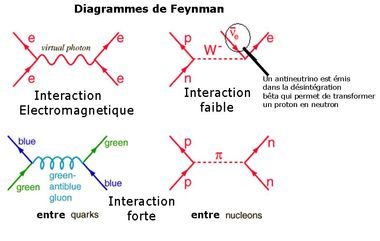 Diagrammes de Feynman
e
virtual photon
e
e
e
Interaction
Electromagnetique
p
n
W-
p
ν̅e
e
Interaction
faible
Un antineutrino est émis
dans la désintégration
bêta qui permet de transformer
un proton en neutron
blue
green
green-
antiblue
gluon
green
blue
entre quarks
Interaction
forte
p
n
π
p
n
entre nucleons